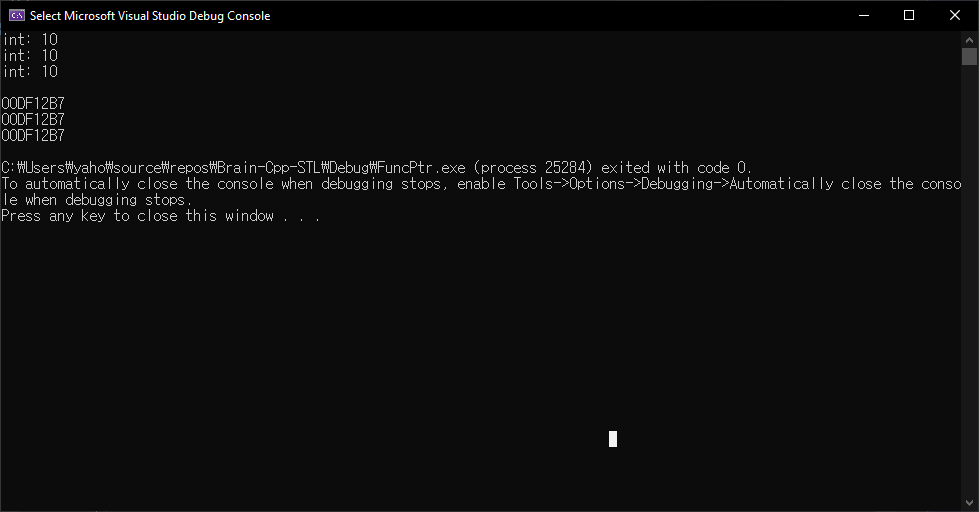 Select Microsoft Visual Studio Debug Console
int: 10
int: 10
int: 10
00DF12B7
00DF12B7
00DF12B7
C:₩Users₩yaho₩source₩repos₩Brain-Cpp-STL₩Debug₩FuncPtr.exe (process 25284) exited with code 0.
To automatically close the console when debugging stops, enable Tools->Options->Debugging->Automatically close the conso
le when debugging stops.
Press any key to close this window . . .